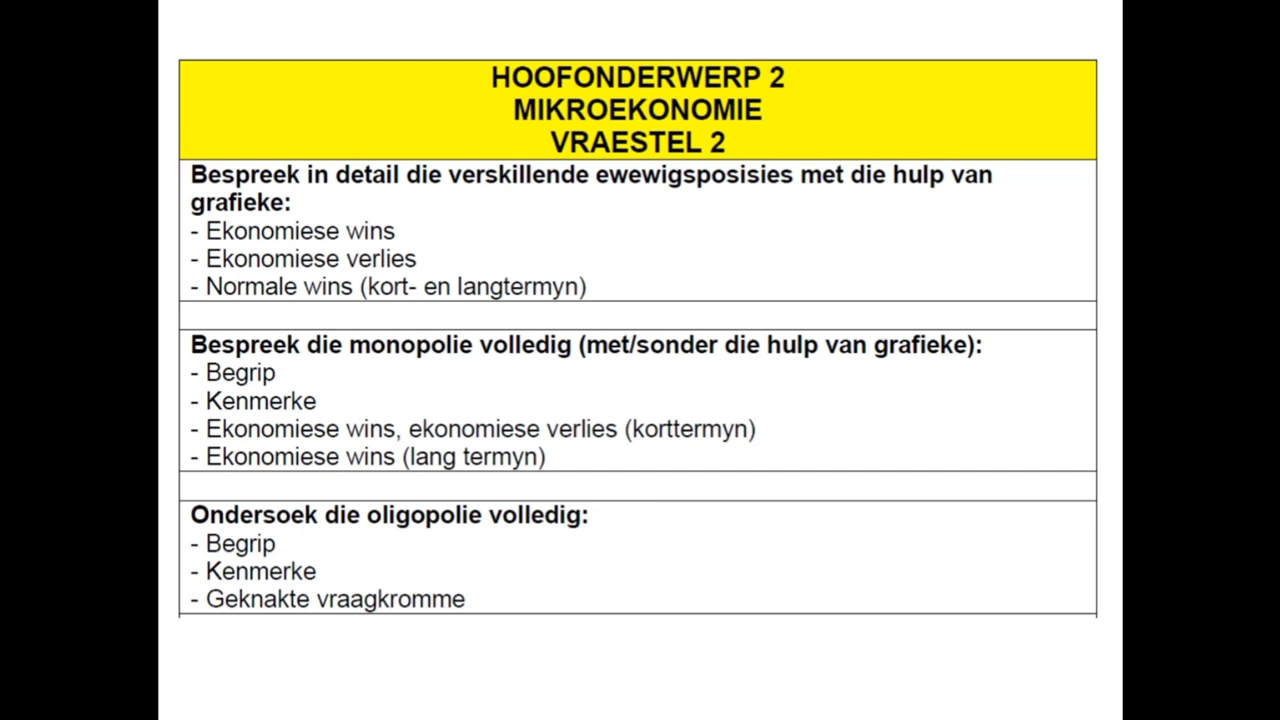 HOOFONDERWERP 2
MIKROEKONOMIE
VRAESTEL 2
Bespreek in detail die verskillende ewewigsposisies met die hulp van
grafieke:
- Ekonomiese wins
- Ekonomiese verlies
- Normale wins (kort- en langtermyn)
Bespreek die monopolie volledig (met/sonder die hulp van grafieke):
- Begrip
- Kenmerke
- Ekonomiese wins, ekonomiese verlies (korttermyn)
- Ekonomiese wins (lang termyn)
Ondersoek die oligopolie volledig:
- Begrip
- Kenmerke
- Geknakte vraagkromme